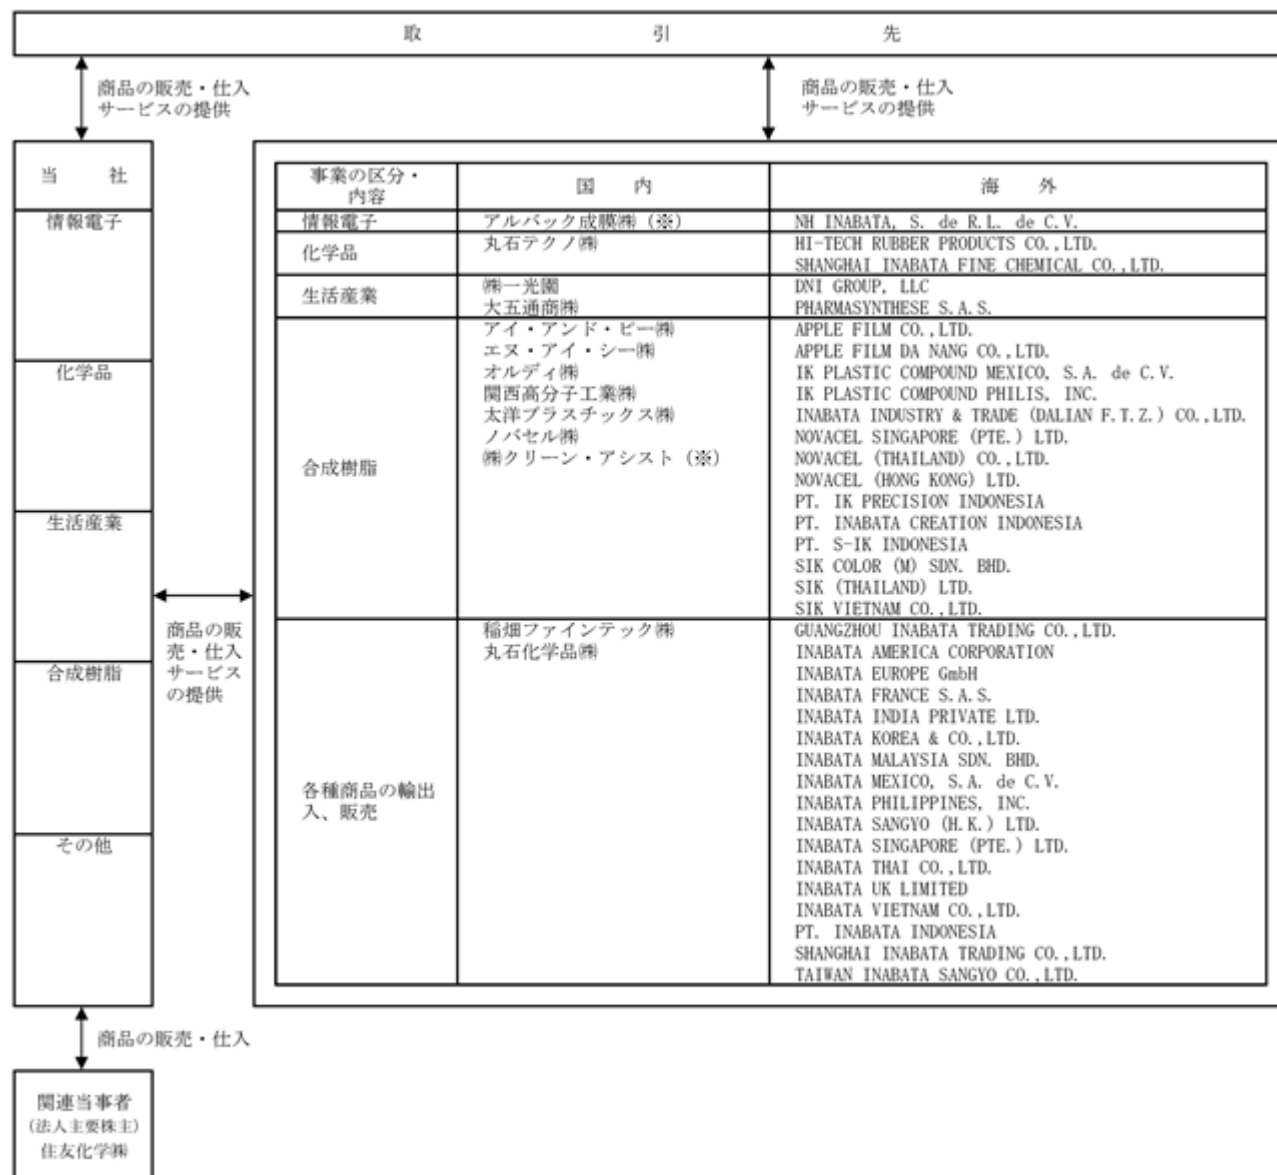 取 引 先
商品の販売・仕入
サービスの提供
商品の販売・仕入
サービスの提供
当 社
情報電子
化学品
生活産業
合成樹脂
その他
商品の販
売・仕入
サービス
の提供
事業の区分・
内容
国 内
海 外
情報電子
アルバック成膜㈱（※）
NH INABATA, S. de R.L. de C.V.
化学品
丸石テクノ㈱
HI-TECH RUBBER PRODUCTS CO.,LTD.
SHANGHAI INABATA FINE CHEMICAL CO.,LTD.
生活産業
㈱一光園
大五通商㈱
DNI GROUP, LLC
PHARMASYNTHESE S.A.S.
合成樹脂
アイ・アンド・ピー㈱
エヌ・アイ・シー㈱
オルディ㈱
関西高分子工業㈱
太洋プラスチックス㈱
ノバセル㈱
㈱クリーン・アシスト（※）
APPLE FILM CO.,LTD.
APPLE FILM DA NANG CO.,LTD.
IK PLASTIC COMPOUND MEXICO, S.A. de C.V.
IK PLASTIC COMPOUND PHILIS, INC.
INABATA INDUSTRY & TRADE (DALIAN F.T.Z.) CO.,LTD.
NOVACEL SINGAPORE (PTE.) LTD.
NOVACEL (THAILAND) CO.,LTD.
NOVACEL (HONG KONG) LTD.
PT. IK PRECISION INDONESIA
PT. INABATA CREATION INDONESIA
PT. S-IK INDONESIA
SIK COLOR (M) SDN. BHD.
SIK (THAILAND) LTD.
SIK VIETNAM CO.,LTD.
各種商品の輸出
入、販売
稲畑ファインテック㈱
丸石化学品㈱
GUANGZHOU INABATA TRADING CO.,LTD.
INABATA AMERICA CORPORATION
INABATA EUROPE GmbH
INABATA FRANCE S.A.S.
INABATA INDIA PRIVATE LTD.
INABATA KOREA & CO.,LTD.
INABATA MALAYSIA SDN. BHD.
INABATA MEXICO, S.A. de C.V.
INABATA PHILIPPINES, INC.
INABATA SANGYO (H.K.) LTD.
INABATA SINGAPORE (PTE.) LTD.
INABATA THAI CO.,LTD.
INABATA UK LIMITED
INABATA VIETNAM CO.,LTD.
PT. INABATA INDONESIA
SHANGHAI INABATA TRADING CO.,LTD.
TAIWAN INABATA SANGYO CO.,LTD.
商品の販売・仕入
関連当事者
(法人主要株主)
住友化学㈱